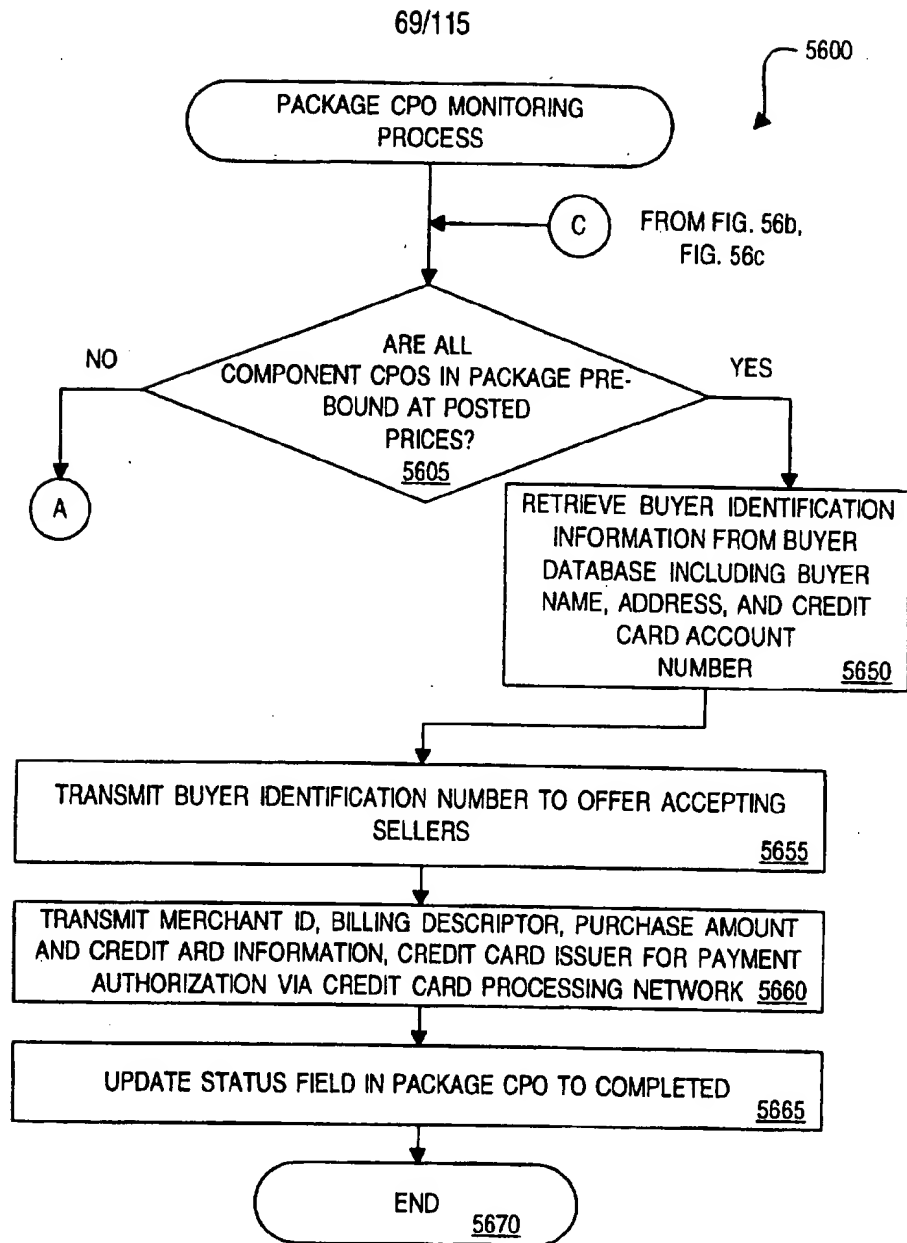 69/115
5600
PACKAGE CPO MONITORING
PROCESS
C
FROM FIG. 56b,
FIG. 56c
NO
ARE ALL
COMPONENT CPOS IN PACKAGE PRE-
BOUND AT POSTED
PRICES?
5605
YES
A
RETRIEVE BUYER IDENTIFICATION
INFORMATION FROM BUYER
DATABASE INCLUDING BUYER
NAME, ADDRESS, AND CREDIT
CARD ACCOUNT
NUMBER 5650
TRANSMIT BUYER IDENTIFICATION NUMBER TO OFFER ACCEPTING
SELLERS
5655
TRANSMIT MERCHANT ID, BILLING DESCRIPTOR, PURCHASE AMOUNT
AND CREDIT ARD INFORMATION, CREDIT CARD ISSUER FOR PAYMENT
AUTHORIZATION VIA CREDIT CARD PROCESSING NETWORK 5660
UPDATE STATUS FIELD IN PACKAGE CPO TO COMPLETED
5665
END
5670